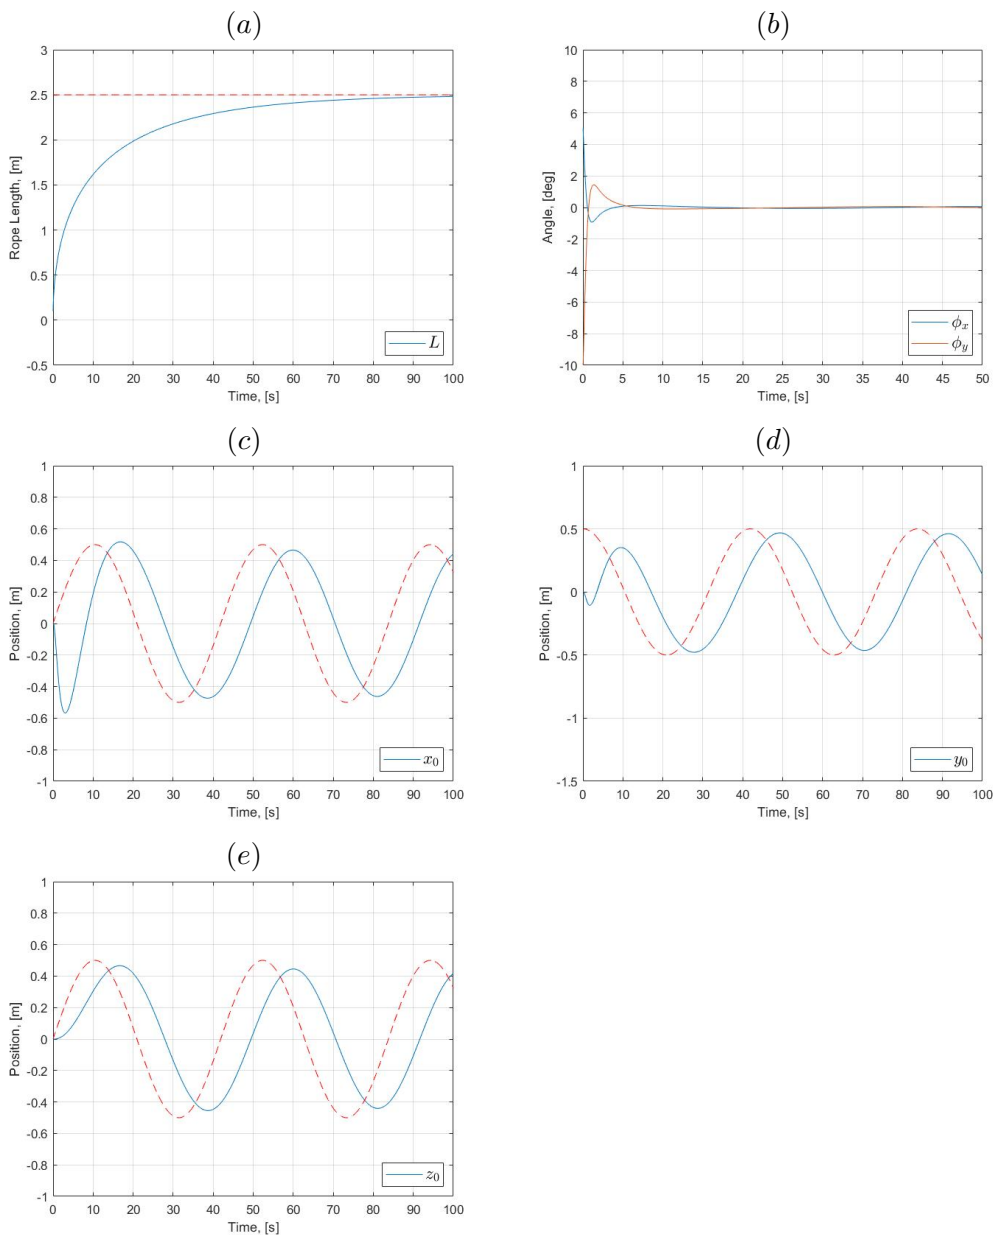 (a)
3
2.5
2
1.5
1
0.5
0
-0.5
Rope Length, [m]
0 10 20 30 40 50 60 70 80 90 100
Time, [s]
L
(b)
10
8
6
4
2
0
-2
-4
-6
-8
-10
Angle, [deg]
0 5 10 15 20 25 30 35 40 45 50
Time, [s]
ϕx
ϕy
(c)
1
0.8
0.6
0.4
0.2
0
-0.2
-0.4
-0.6
-0.8
-1
Position, [m]
0 10 20 30 40 50 60 70 80 90 100
Time, [s]
x0
(d)
1
0.5
0
-0.5
-1
-1.5
Position, [m]
0 10 20 30 40 50 60 70 80 90 100
Time, [s]
y0
(e)
1
0.8
0.6
0.4
0.2
0
-0.2
-0.4
-0.6
-0.8
-1
Position, [m]
0 10 20 30 40 50 60 70 80 90 100
Time, [s]
z0